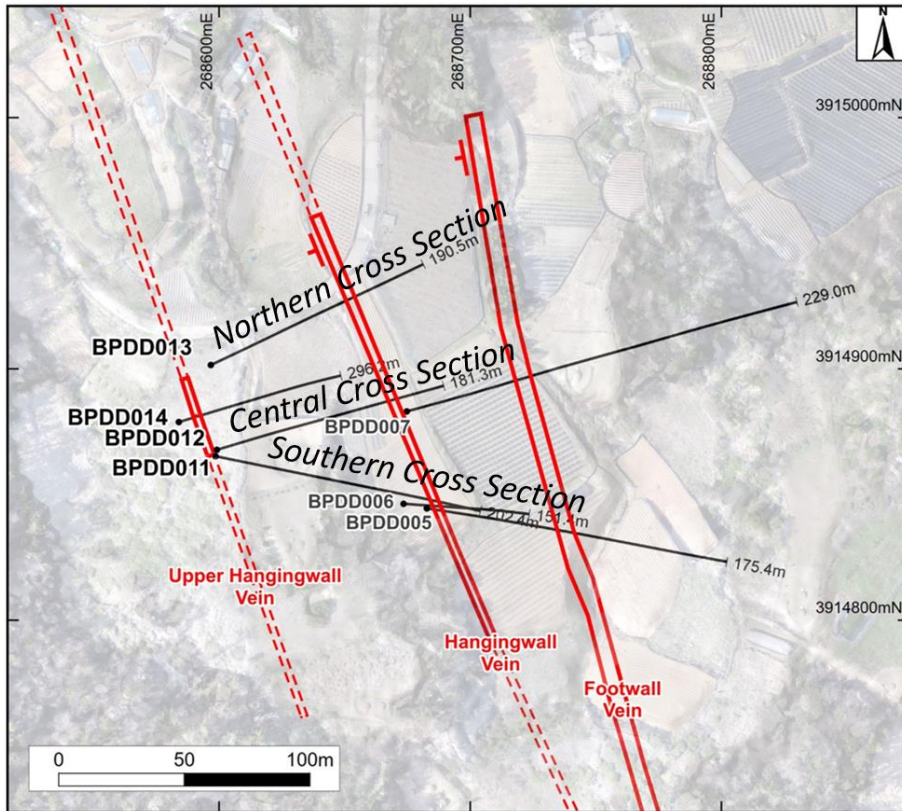 N
268600mE
268700mE
268800mE
3915000mN
Northern Cross Section
190.5m
229.0m
BPDD013
3914900mN
296.2m
Central Cross Section
181.3m
BPDD014
BPDD007
BPDD012
BPDD011
Southern Cross Section
BPDD006
202.4m
151.4m
BPDD005
175.4m
Upper Hangingwall
Vein
3914800mN
Hangingwall
Vein
Footwall
Vein
0
50
100m